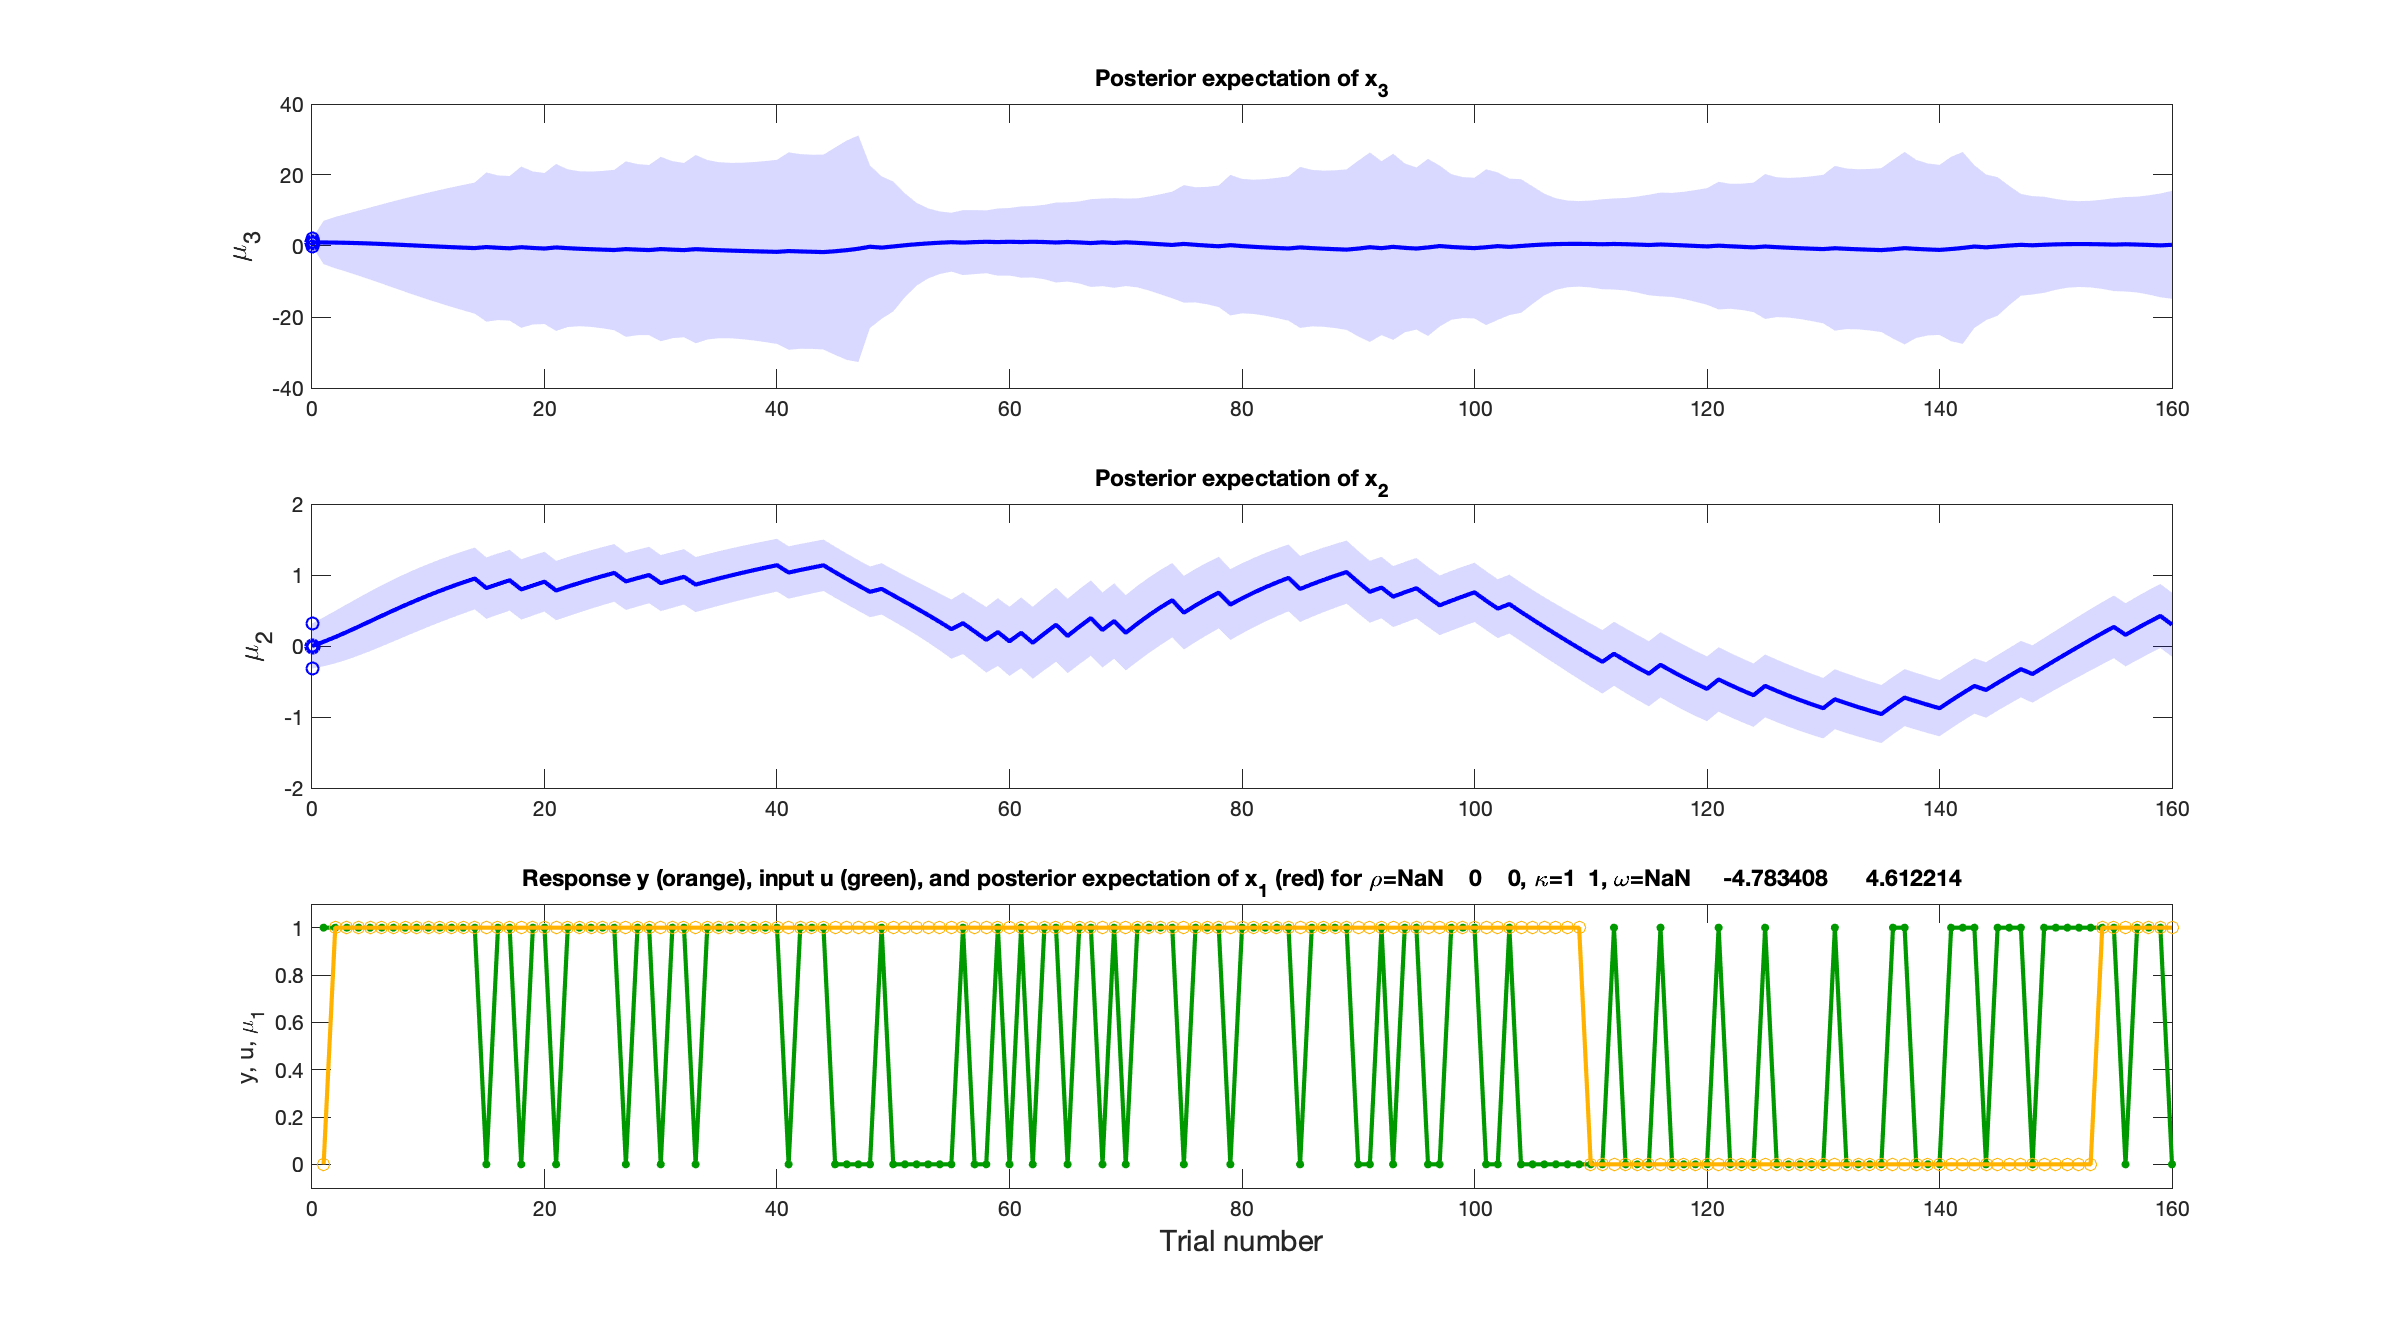 Posterior expectation of x3
40
20
0
-20
-40
μ3
0 20 40 60 80 100 120 140 160
Posterior expectation of x2
2
1
0
-1
-2
μ2
0 20 40 60 80 100 120 140 160
Response y (orange), input u (green), and posterior expectation of x1 (red) for ρ=NaN 0 0, κ=1 1, ω=NaN -4.783408 4.612214
1
0.8
0.6
0.4
0.2
0
y, u, μ1
0 20 40 60 80 100 120 140 160
Trial number